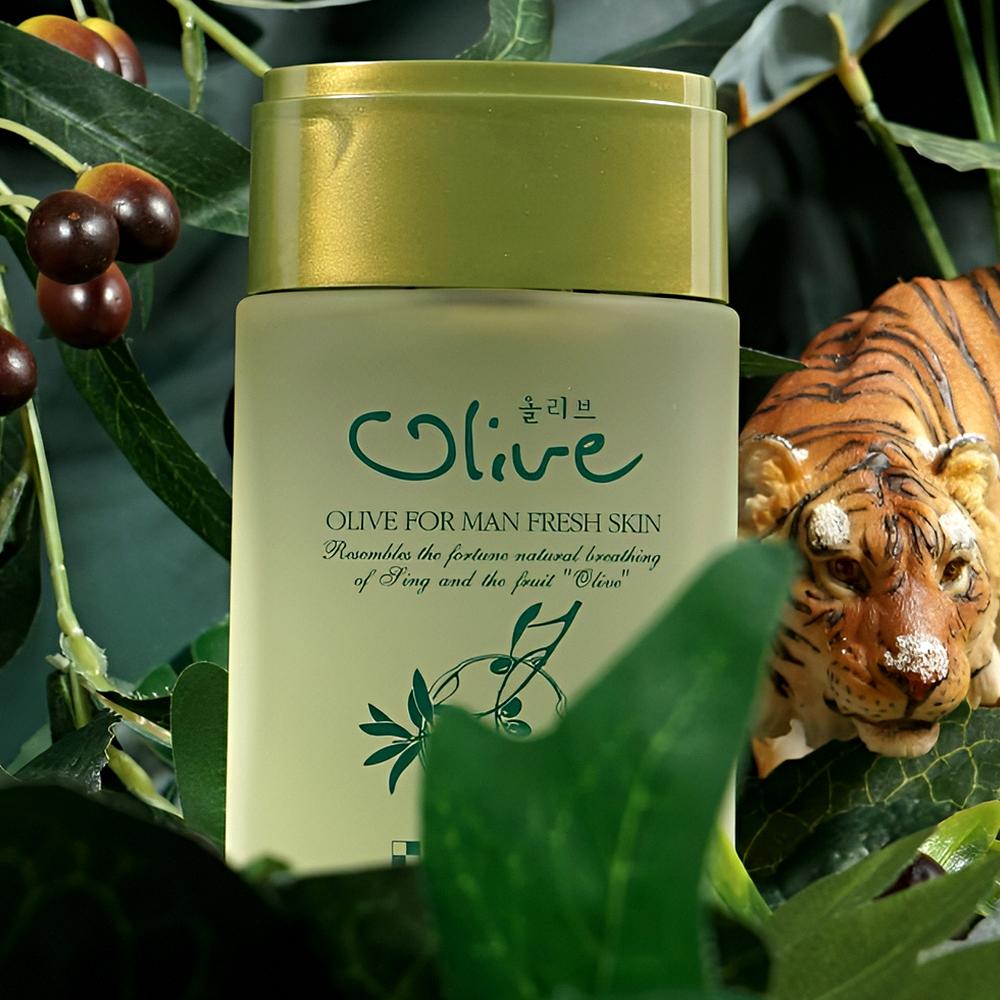 올리브
Olive
OLIVE FOR MAN FRESH SKIN
Resembles the fortune natural breathing
of Sing and the fruit "Olive"